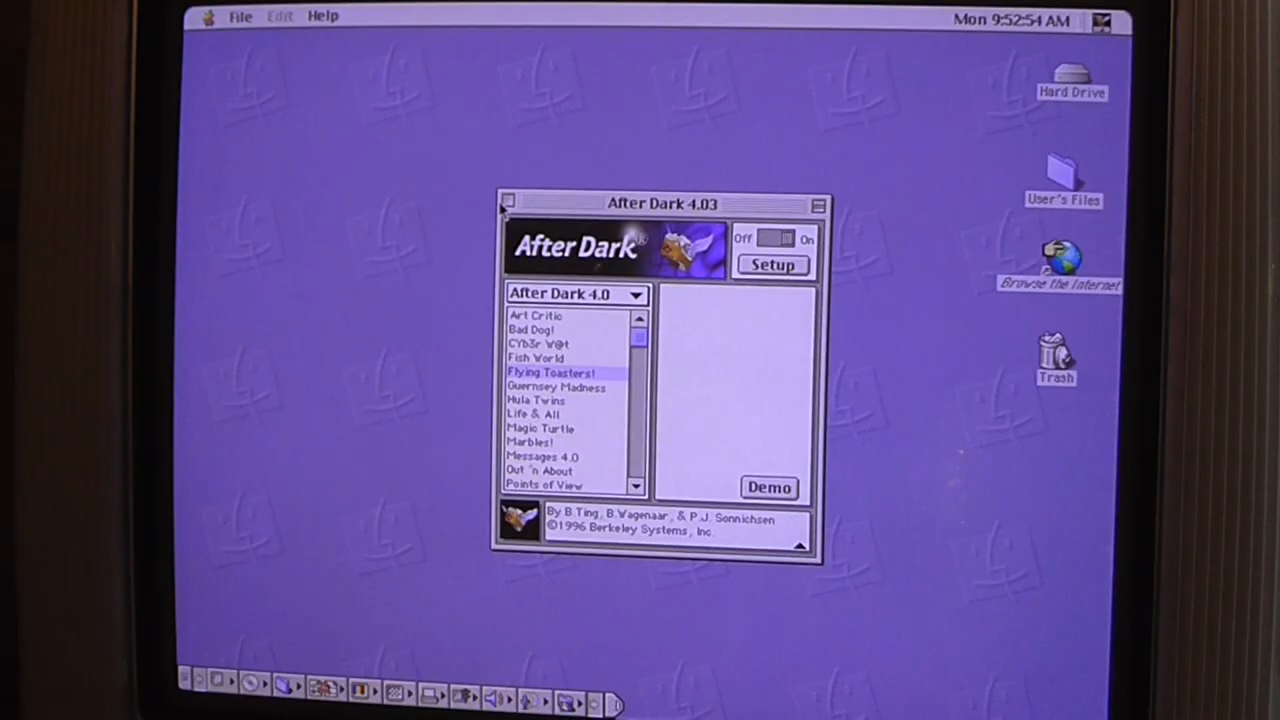 File Edit Help
Mon 9:52:54 AM
Hard Drive
User's Files
Browse the Internet
Trash
After Dark 4.03
After Dark®
Off On
Setup
After Dark 4.0
Art Critic
Bad Dog!
CYb3r W@t
Fish World
Flying Toasters!
Guernsey Madness
Hula Twins
Life & All
Magic Turtle
Marbles!
Messages 4.0
Out 'n About
Points of View
Demo
By B.Ting, B.Wagenaar, & P.J. Sonnichsen
©1996 Berkeley Systems, Inc.